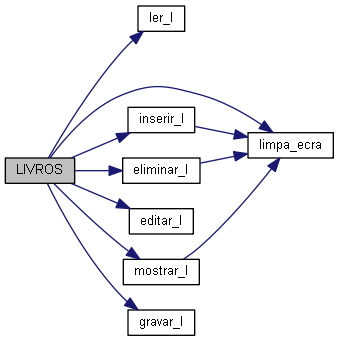 ler_l
inserir_l
limpa_ecra
LIVROS
eliminar_l
editar_l
mostrar_l
gravar_l